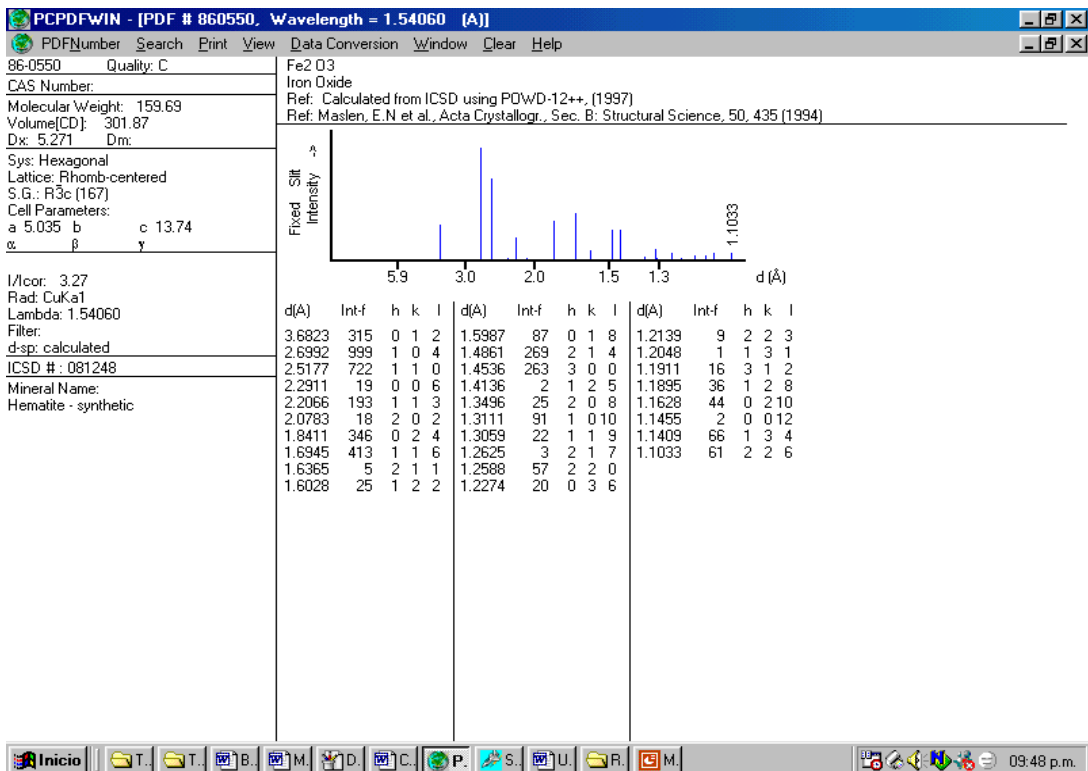 PCPDFWIN - [PDF # 860550, Wavelength = 1.54060 (A)]
PDFNumber Search Print View Data Conversion Window Clear Help
86-0550 Quality: C
CAS Number:
Molecular Weight: 159.69
Volume[CD]: 301.87
Dx: 5.271 Dm:
Sys: Hexagonal
Lattice: Rhomb-centered
S.G.: R3̅c (167)
Cell Parameters:
a 5.035 b c 13.74
α β γ
I/Icor: 3.27
Rad: CuKa1
Lambda: 1.54060
Filter:
d-sp: calculated
ICSD # : 081248
Mineral Name:
Hematite - synthetic
Fe2 O3
Iron Oxide
Ref: Calculated from ICSD using POWD-12++, (1997)
Ref: Maslen, E.N et al., Acta Crystallogr., Sec. B: Structural Science, 50, 435 (1994)
Fixed Slit
Intensity ->
1.1033
5.9 3.0 2.0 1.5 1.3 d (Å)
d(A) Int-f h k l
3.6823 315 0 1 2
2.6992 999 1 0 4
2.5177 722 1 1 0
2.2911 19 0 0 6
2.2066 193 1 1 3
2.0783 18 2 0 2
1.8411 346 0 2 4
1.6945 413 1 1 6
1.6365 5 2 1 1
1.6028 25 1 2 2
d(A) Int-f h k l
1.5987 87 0 1 8
1.4861 269 2 1 4
1.4536 263 3 0 0
1.4136 2 1 2 5
1.3496 25 2 0 8
1.3111 91 1 0 10
1.3059 22 1 1 9
1.2625 3 2 1 7
1.2588 57 2 2 0
1.2274 20 0 3 6
d(A) Int-f h k l
1.2139 9 2 2 3
1.2048 1 1 3 1
1.1911 16 3 1 2
1.1895 36 1 2 8
1.1628 44 0 2 10
1.1455 2 0 0 12
1.1409 66 1 3 4
1.1033 61 2 2 6
Inicio T.. T.. B.. M.. D.. C.. P.. S.. U.. R.. M.. 09:48 p.m.